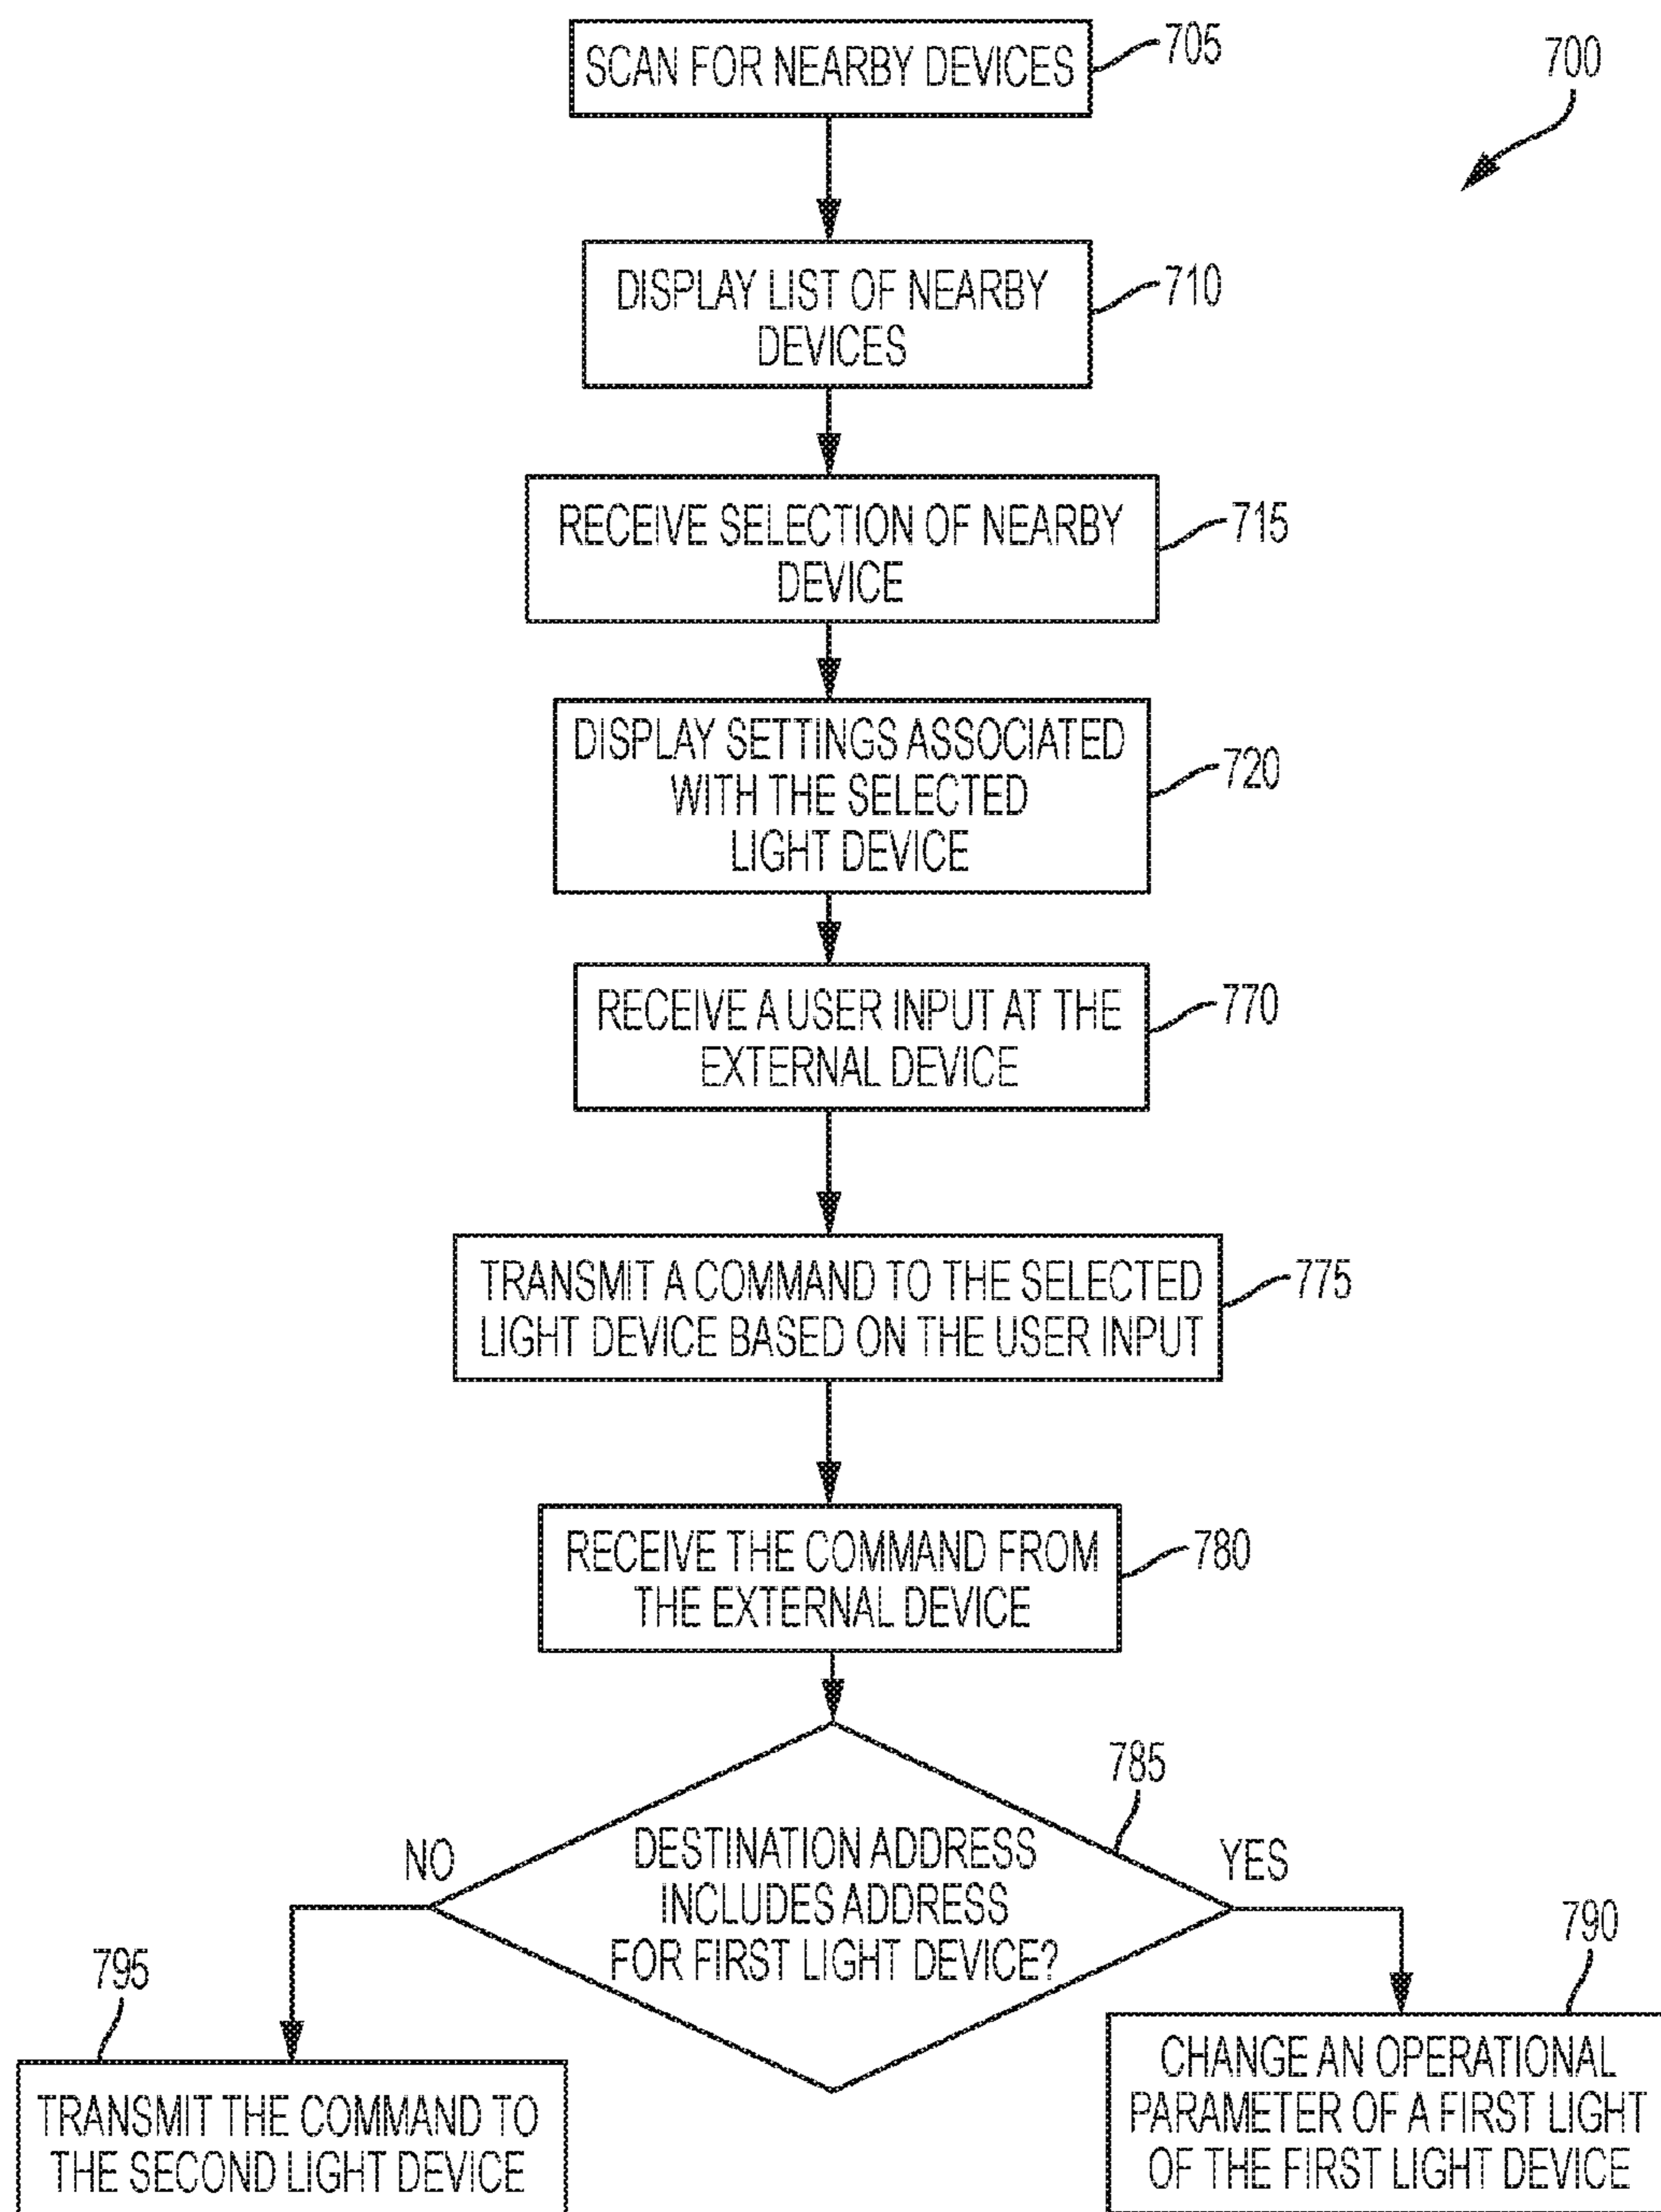 SCAN FOR NEARBY DEVICES
705
700
DISPLAY LIST OF NEARBY
DEVICES
710
RECEIVE SELECTION OF NEARBY
DEVICE
715
DISPLAY SETTINGS ASSOCIATED
WITH THE SELECTED
LIGHT DEVICE
720
RECEIVE A USER INPUT AT THE
EXTERNAL DEVICE
770
TRANSMIT A COMMAND TO THE SELECTED
LIGHT DEVICE BASED ON THE USER INPUT
775
RECEIVE THE COMMAND FROM
THE EXTERNAL DEVICE
780
785
DESTINATION ADDRESS
INCLUDES ADDRESS
FOR FIRST LIGHT DEVICE?
NO
YES
795
TRANSMIT THE COMMAND TO
THE SECOND LIGHT DEVICE
790
CHANGE AN OPERATIONAL
PARAMETER OF A FIRST LIGHT
OF THE FIRST LIGHT DEVICE